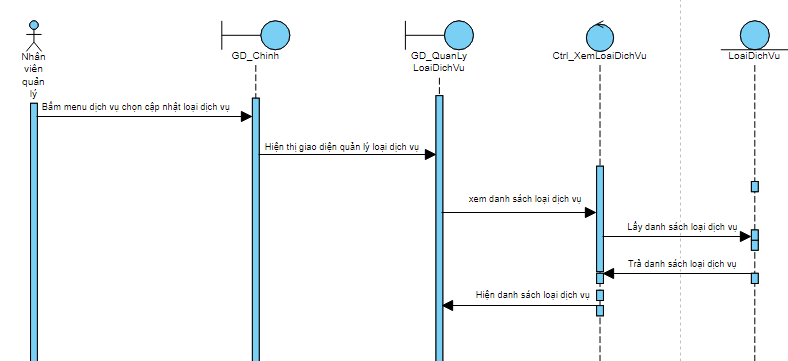 Nhân
viên
quản
lý
GD_Chinh
GD_QuanLy
LoaiDichVu
Ctrl_XemLoaiDichVu
LoaiDichVu
Bấm menu dịch vụ chọn cập nhật loại dịch vụ
Hiện thị giao diện quản lý loại dịch vụ
xem danh sách loại dịch vụ
Lấy danh sách loại dịch vụ
Trả danh sách loại dịch vụ
Hiện danh sách loại dịch vụ